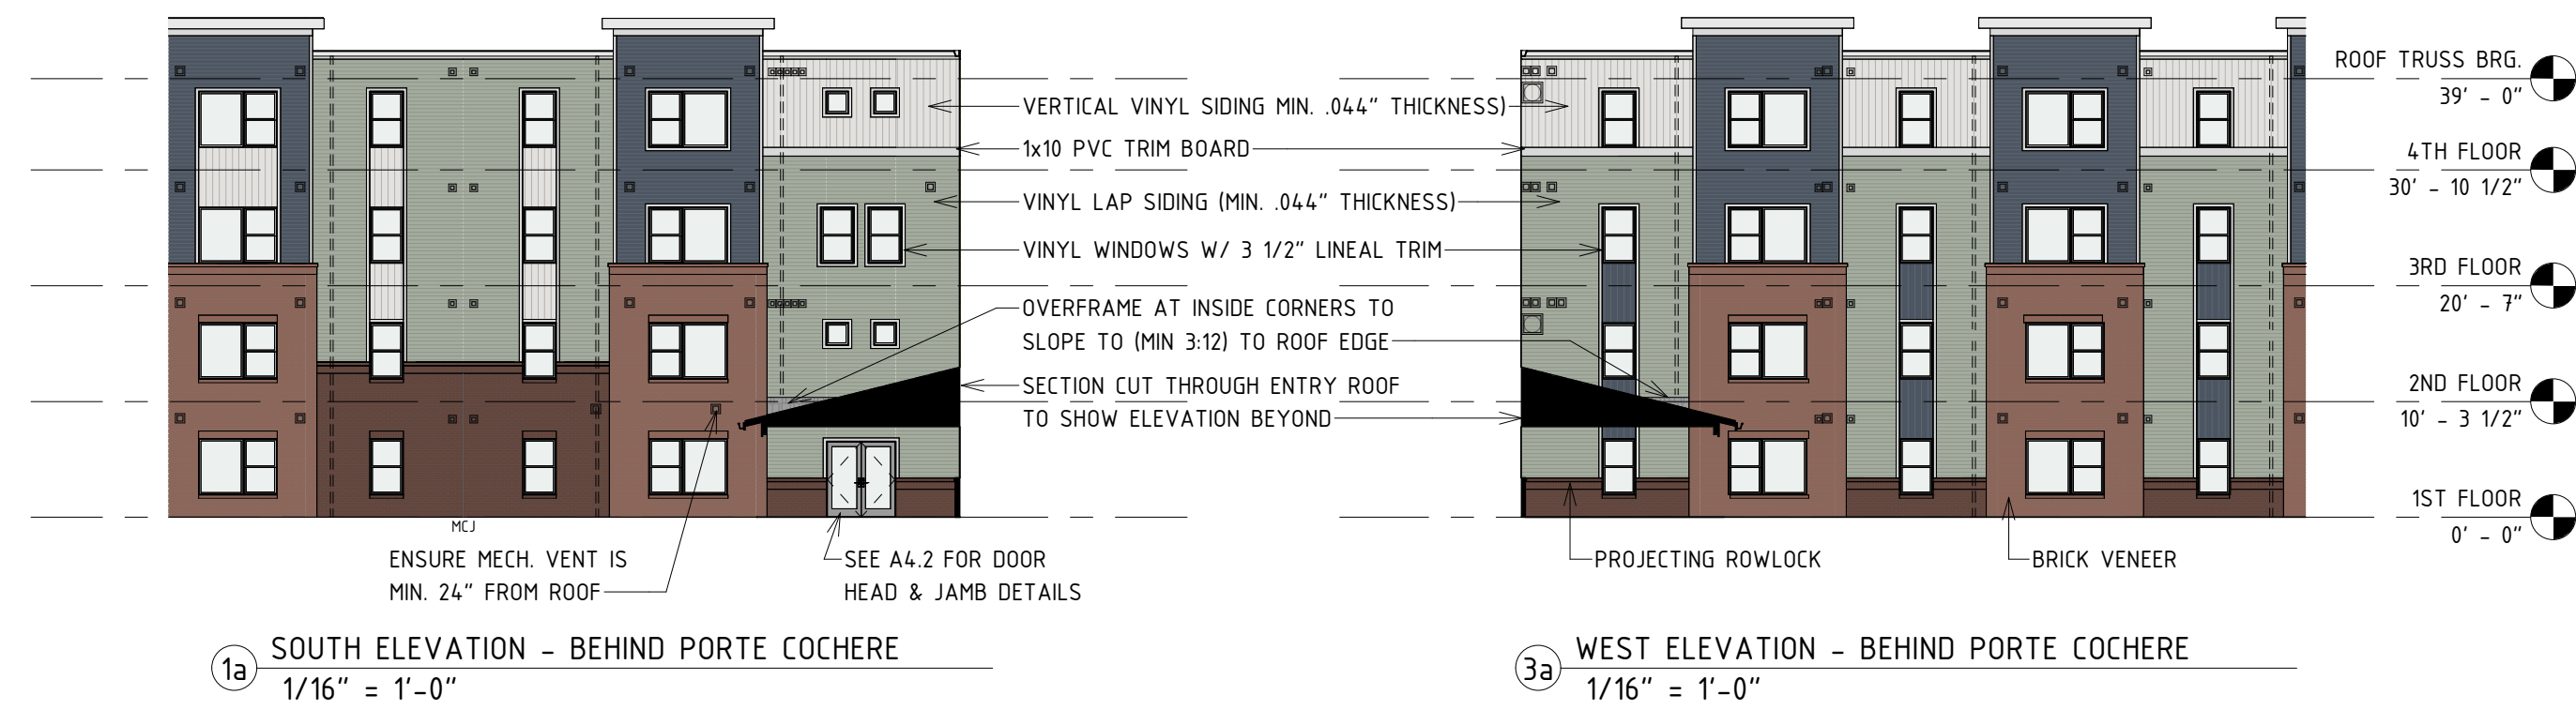 ROOF TRUSS BRG.
39' - 0"
VERTICAL VINYL SIDING MIN. .044" THICKNESS)
1x10 PVC TRIM BOARD
4TH FLOOR
30' - 10 1/2"
VINYL LAP SIDING (MIN. .044" THICKNESS)
VINYL WINDOWS W/ 3 1/2" LINEAL TRIM
3RD FLOOR
20' - 7"
OVERFRAME AT INSIDE CORNERS TO
SLOPE TO (MIN 3:12) TO ROOF EDGE
SECTION CUT THROUGH ENTRY ROOF
TO SHOW ELEVATION BEYOND
2ND FLOOR
10' - 3 1/2"
1ST FLOOR
0' - 0"
MCJ
ENSURE MECH. VENT IS
MIN. 24" FROM ROOF
SEE A4.2 FOR DOOR
HEAD & JAMB DETAILS
PROJECTING ROWLOCK
BRICK VENEER
1a
SOUTH ELEVATION - BEHIND PORTE COCHERE
1/16" = 1'-0"
3a
WEST ELEVATION - BEHIND PORTE COCHERE
1/16" = 1'-0"